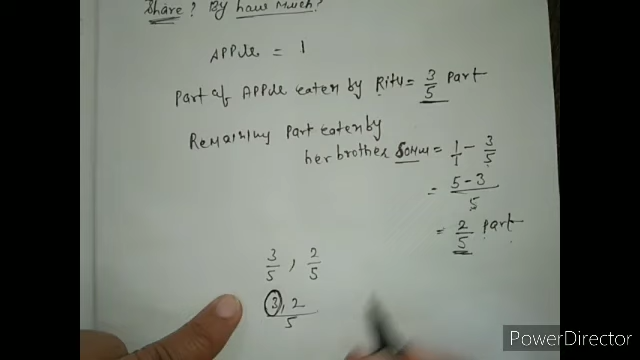 Share? By how much?
Apple = 1
Part of Apple eaten by Ritu = 3/5 Part
Remaining Part eaten by
her brother Somu = 1/1 - 3/5
= 5-3/5
= 2/5 Part
3/5, 2/5
3, 2/5
PowerDirector